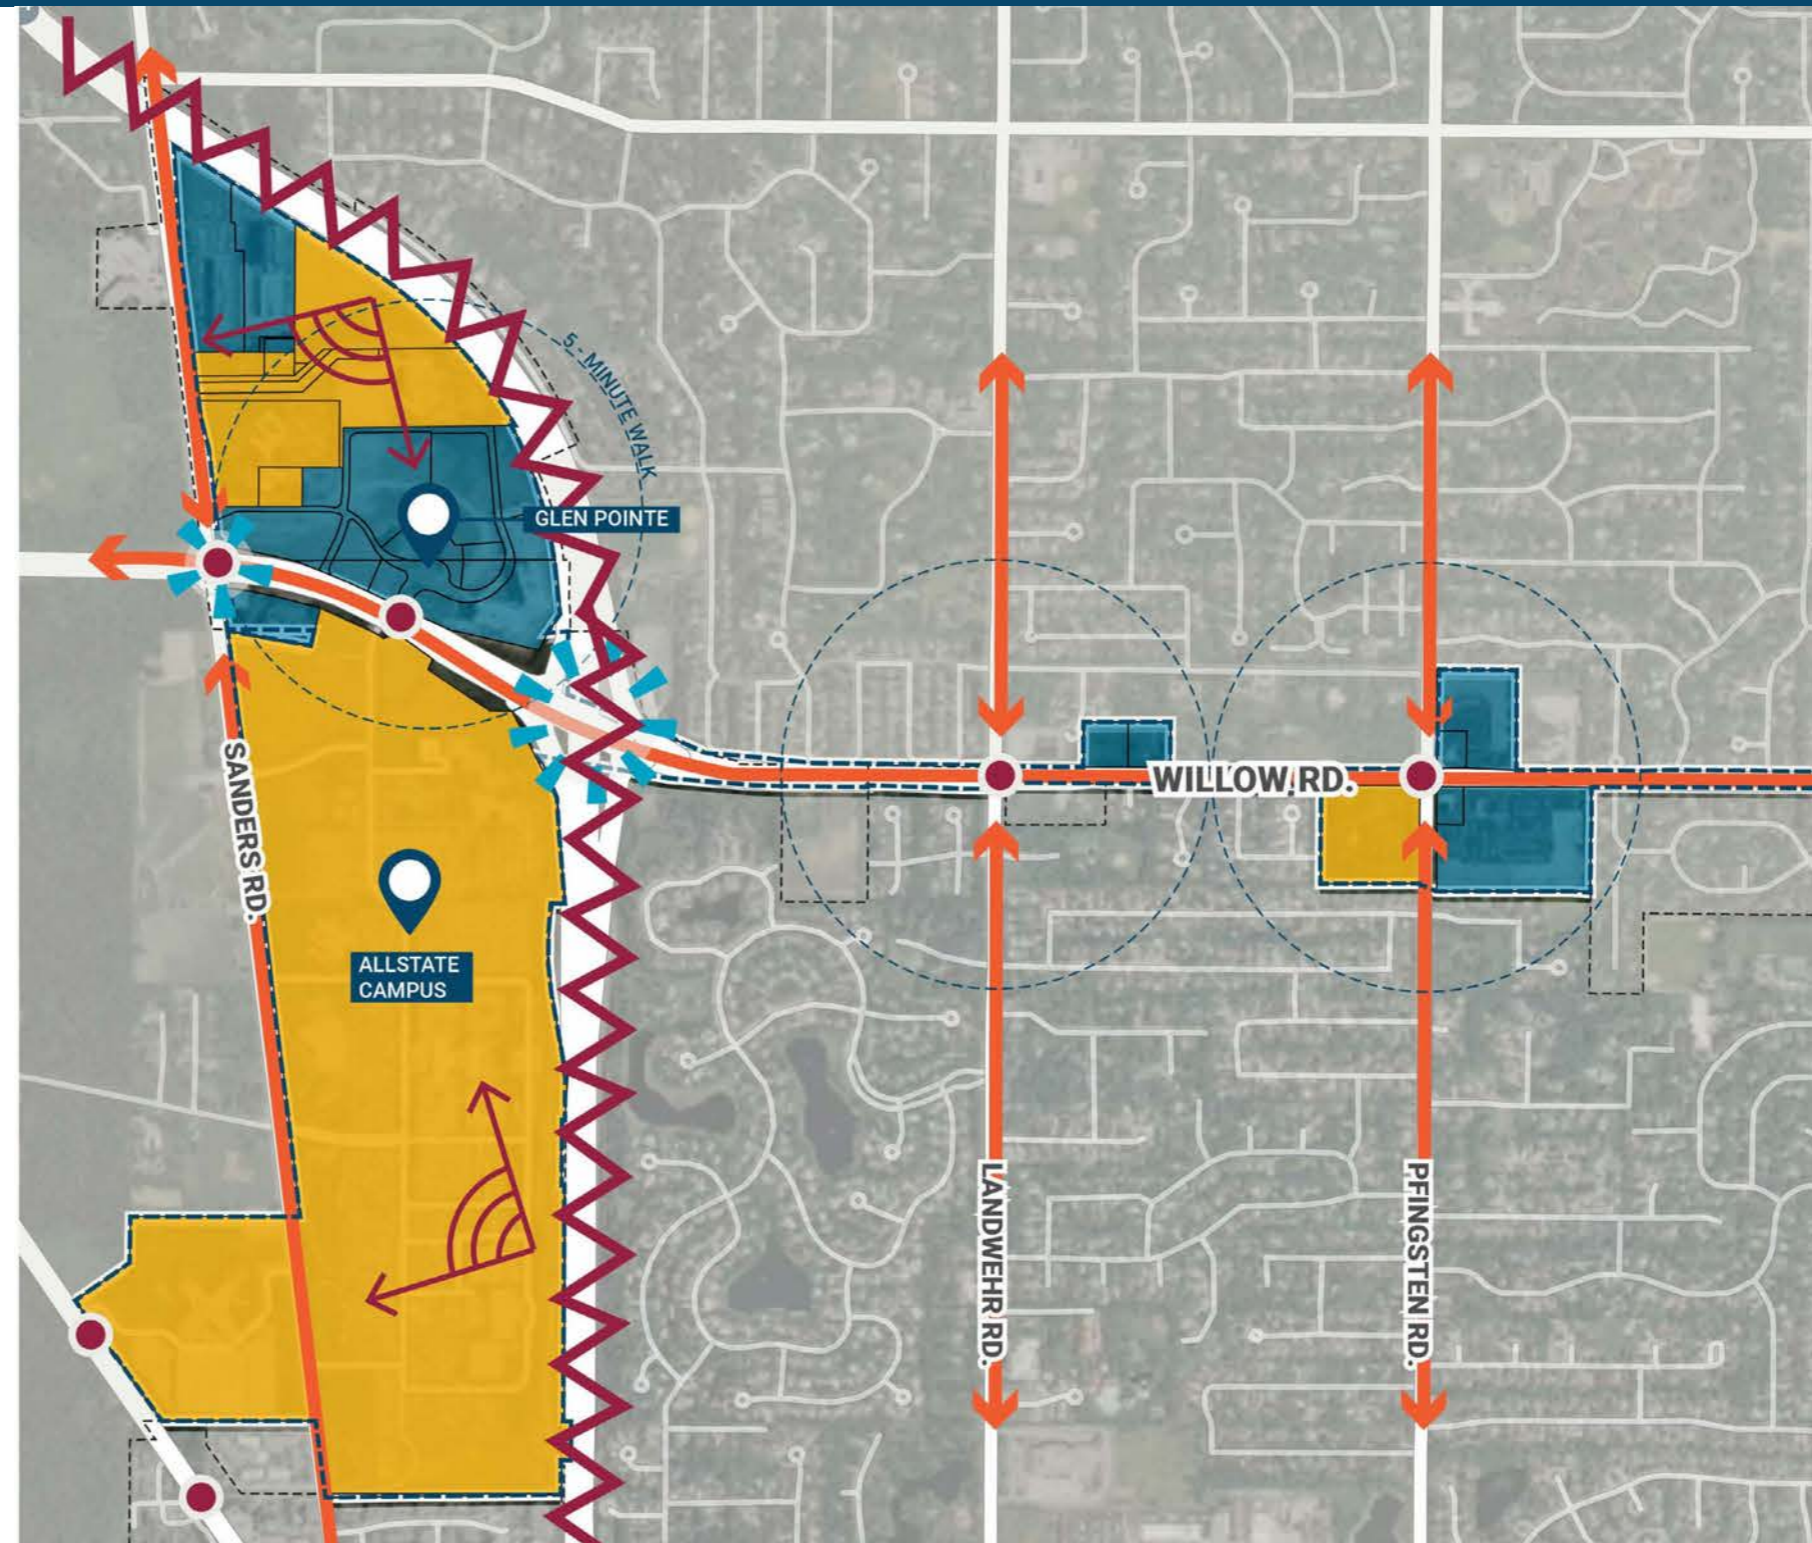 5 - MINUTE WALK
GLEN POINTE
SANDERS RD.
WILLOW RD.
ALLSTATE
CAMPUS
LANDWEHR RD.
PFINGSTEN RD.